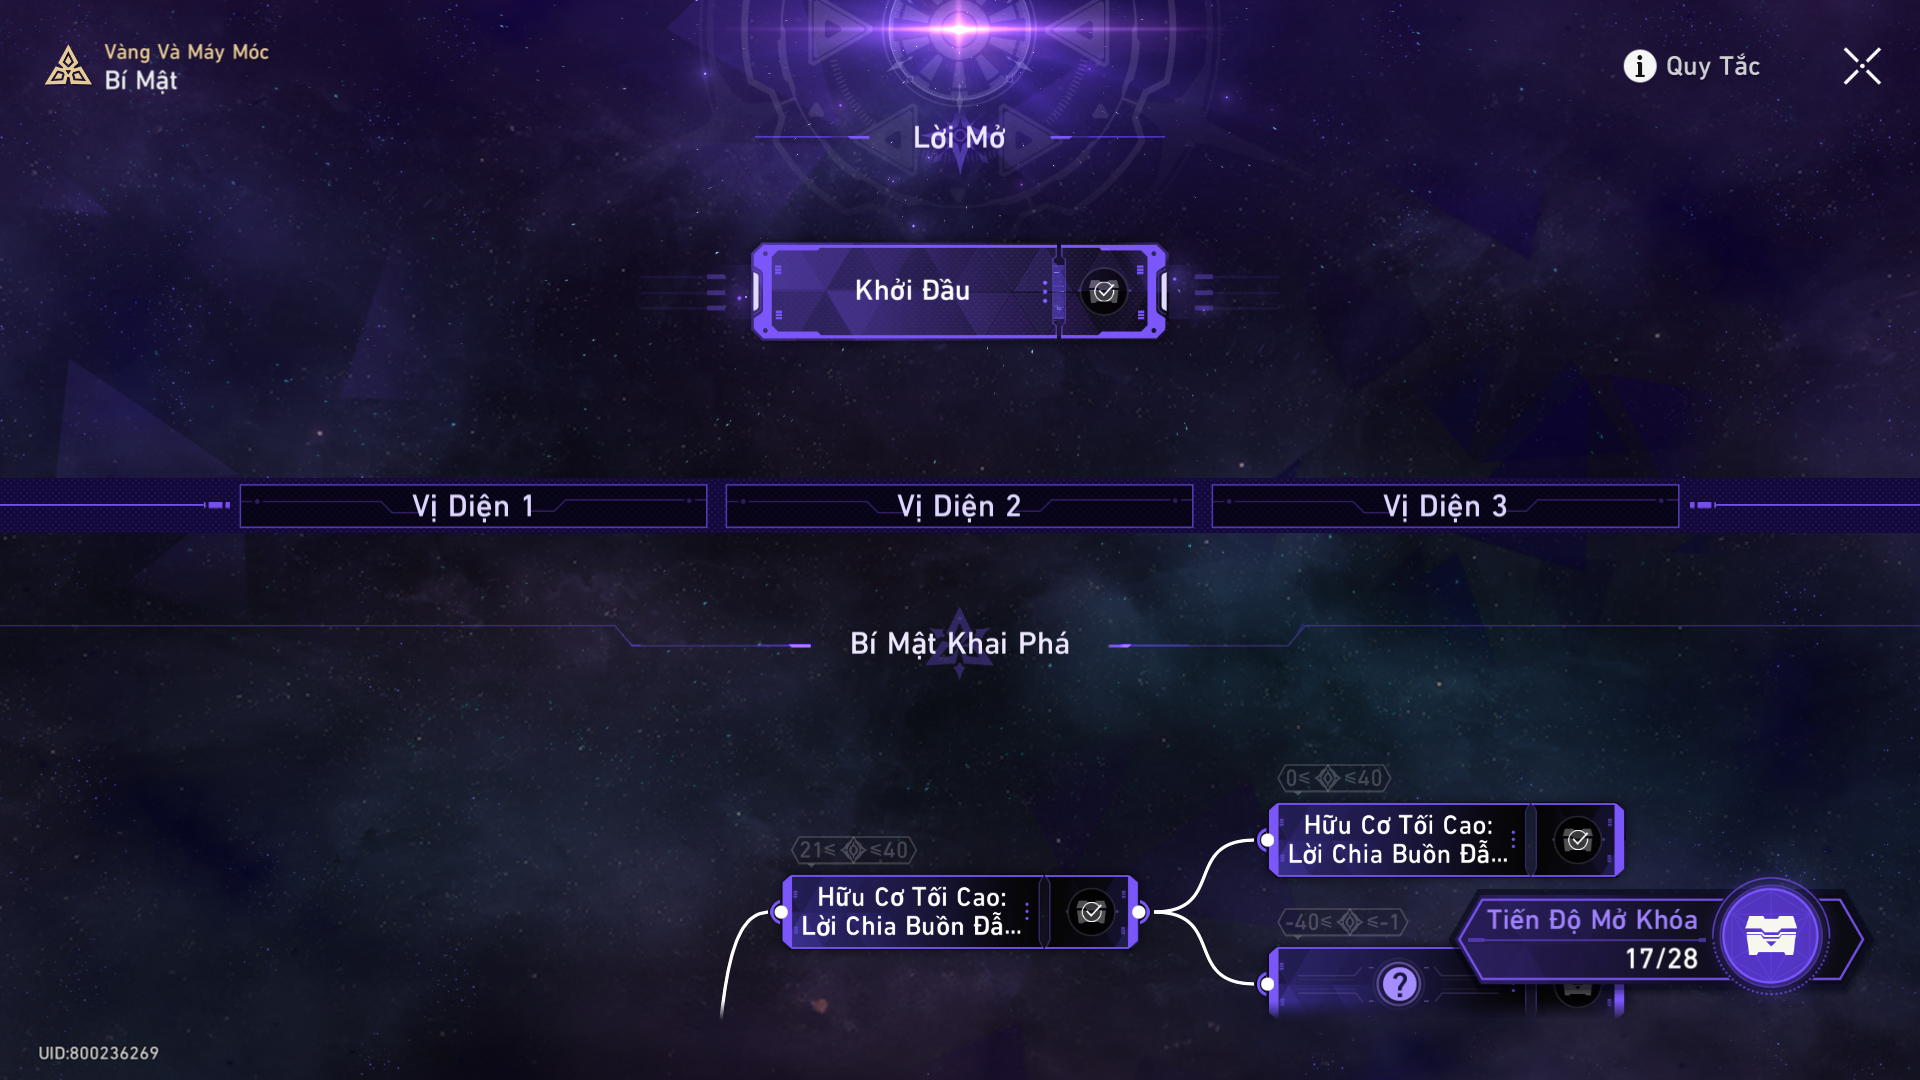 Vàng Và Máy Móc
Bí Mật
Quy Tắc
Lời Mở
Khởi Đầu
Vị Diện 1
Vị Diện 2
Vị Diện 3
Bí Mật Khai Phá
0≤ ≤40
Hữu Cơ Tối Cao:
Lời Chia Buồn Đẫ...
21≤ ≤40
Hữu Cơ Tối Cao:
Lời Chia Buồn Đẫ...
-40≤ ≤-1
?
Tiến Độ Mở Khóa
17/28
UID:800236269